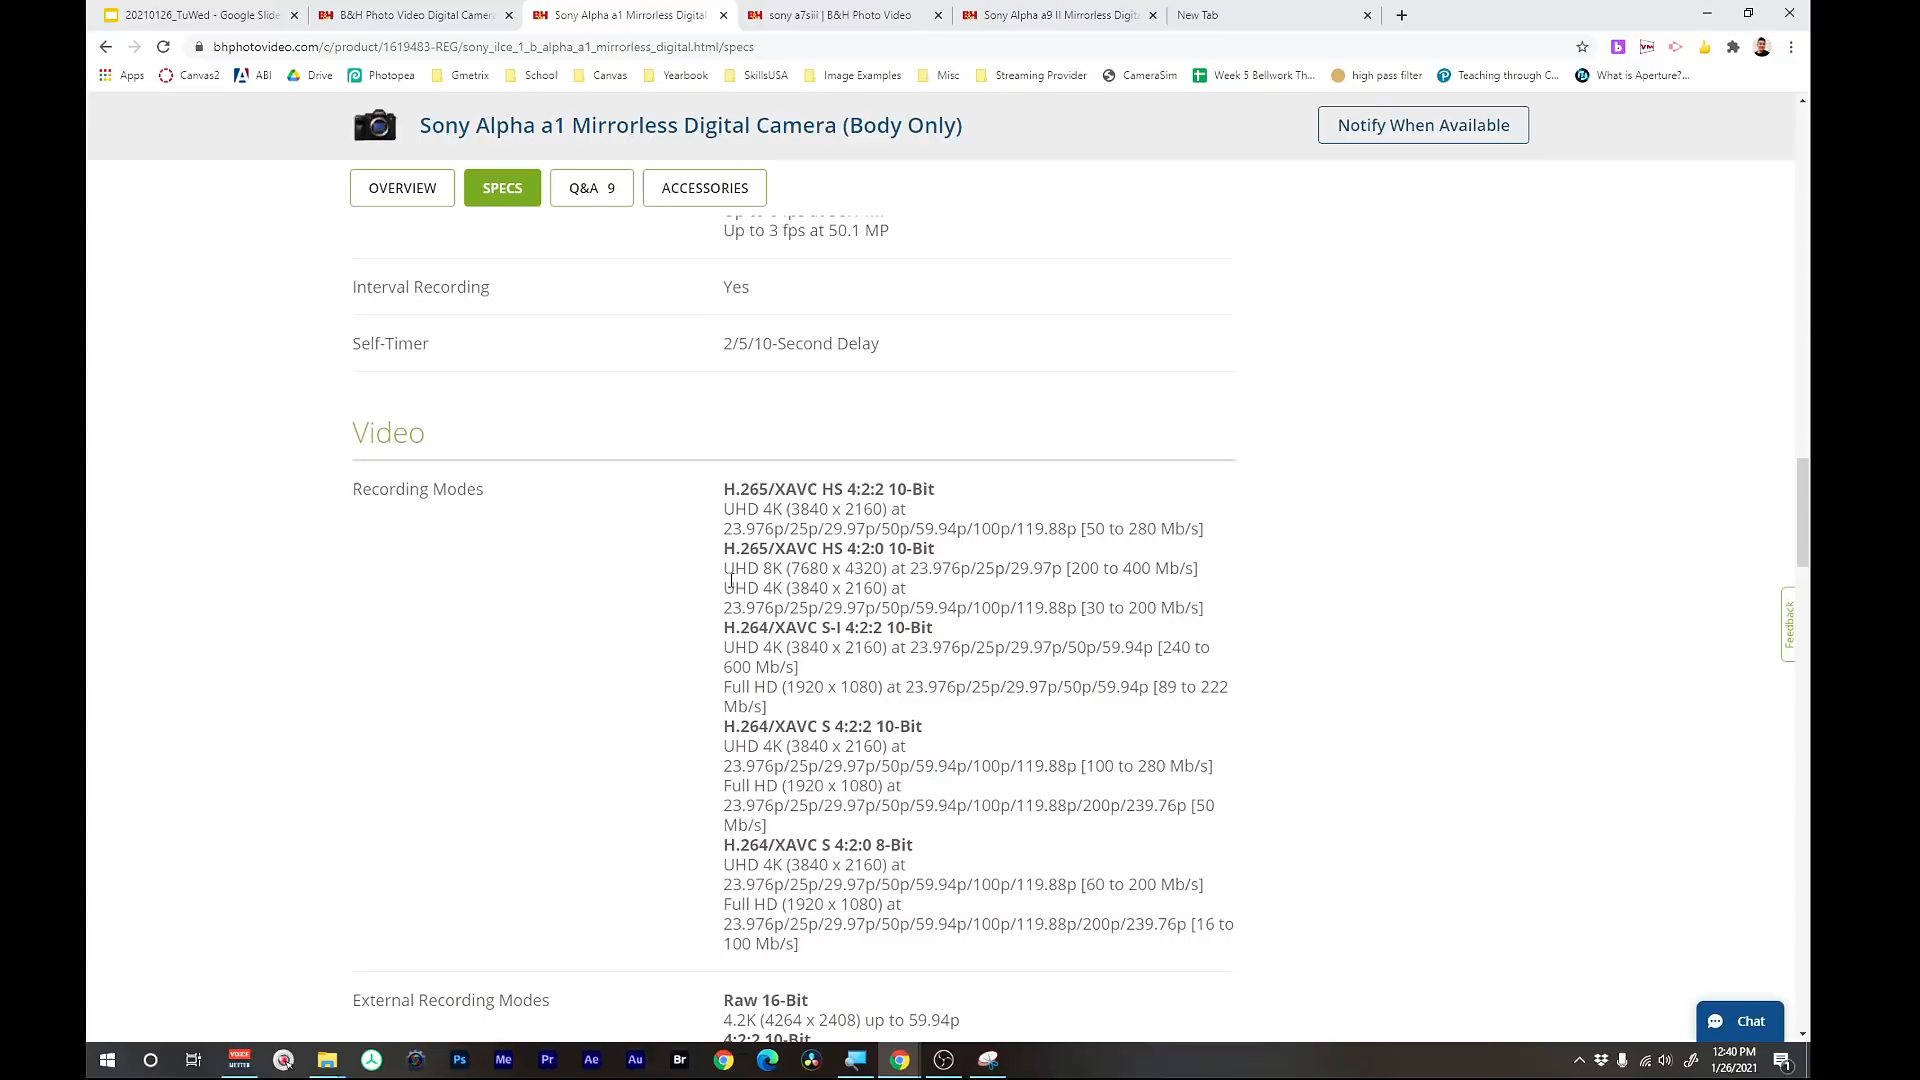 20210126_TuWed - Google Slide
B&H Photo Video Digital Camera
Sony Alpha a1 Mirrorless Digital
sony a7siii | B&H Photo Video
Sony Alpha a9 II Mirrorless Digit
New Tab
bhphotovideo.com/c/product/1619483-REG/sony_ilce_1_b_alpha_a1_mirrorless_digital.html/specs
Apps Canvas2 ABI Drive Photopea Gmetrix School Canvas Yearbook SkillsUSA Image Examples Misc Streaming Provider CameraSim Week 5 Bellwork Th... high pass filter Teaching through C... What is Aperture?...
Sony Alpha a1 Mirrorless Digital Camera (Body Only)
Notify When Available
OVERVIEW SPECS Q&A 9 ACCESSORIES
Up to 3 fps at 50.1 MP
Interval Recording Yes
Self-Timer 2/5/10-Second Delay
Video
Recording Modes H.265/XAVC HS 4:2:2 10-Bit
UHD 4K (3840 x 2160) at
23.976p/25p/29.97p/50p/59.94p/100p/119.88p [50 to 280 Mb/s]
H.265/XAVC HS 4:2:0 10-Bit
UHD 8K (7680 x 4320) at 23.976p/25p/29.97p [200 to 400 Mb/s]
UHD 4K (3840 x 2160) at
23.976p/25p/29.97p/50p/59.94p/100p/119.88p [30 to 200 Mb/s]
H.264/XAVC S-I 4:2:2 10-Bit
UHD 4K (3840 x 2160) at 23.976p/25p/29.97p/50p/59.94p [240 to
600 Mb/s]
Full HD (1920 x 1080) at 23.976p/25p/29.97p/50p/59.94p [89 to 222
Mb/s]
H.264/XAVC S 4:2:2 10-Bit
UHD 4K (3840 x 2160) at
23.976p/25p/29.97p/50p/59.94p/100p/119.88p [100 to 280 Mb/s]
Full HD (1920 x 1080) at
23.976p/25p/29.97p/50p/59.94p/100p/119.88p/200p/239.76p [50
Mb/s]
H.264/XAVC S 4:2:0 8-Bit
UHD 4K (3840 x 2160) at
23.976p/25p/29.97p/50p/59.94p/100p/119.88p [60 to 200 Mb/s]
Full HD (1920 x 1080) at
23.976p/25p/29.97p/50p/59.94p/100p/119.88p/200p/239.76p [16 to
100 Mb/s]
External Recording Modes Raw 16-Bit
4.2K (4264 x 2408) up to 59.94p
4:2:2 10-Bit
Feedback
Chat
Ps Me Pr Ae Au Br
12:40 PM
1/26/2021